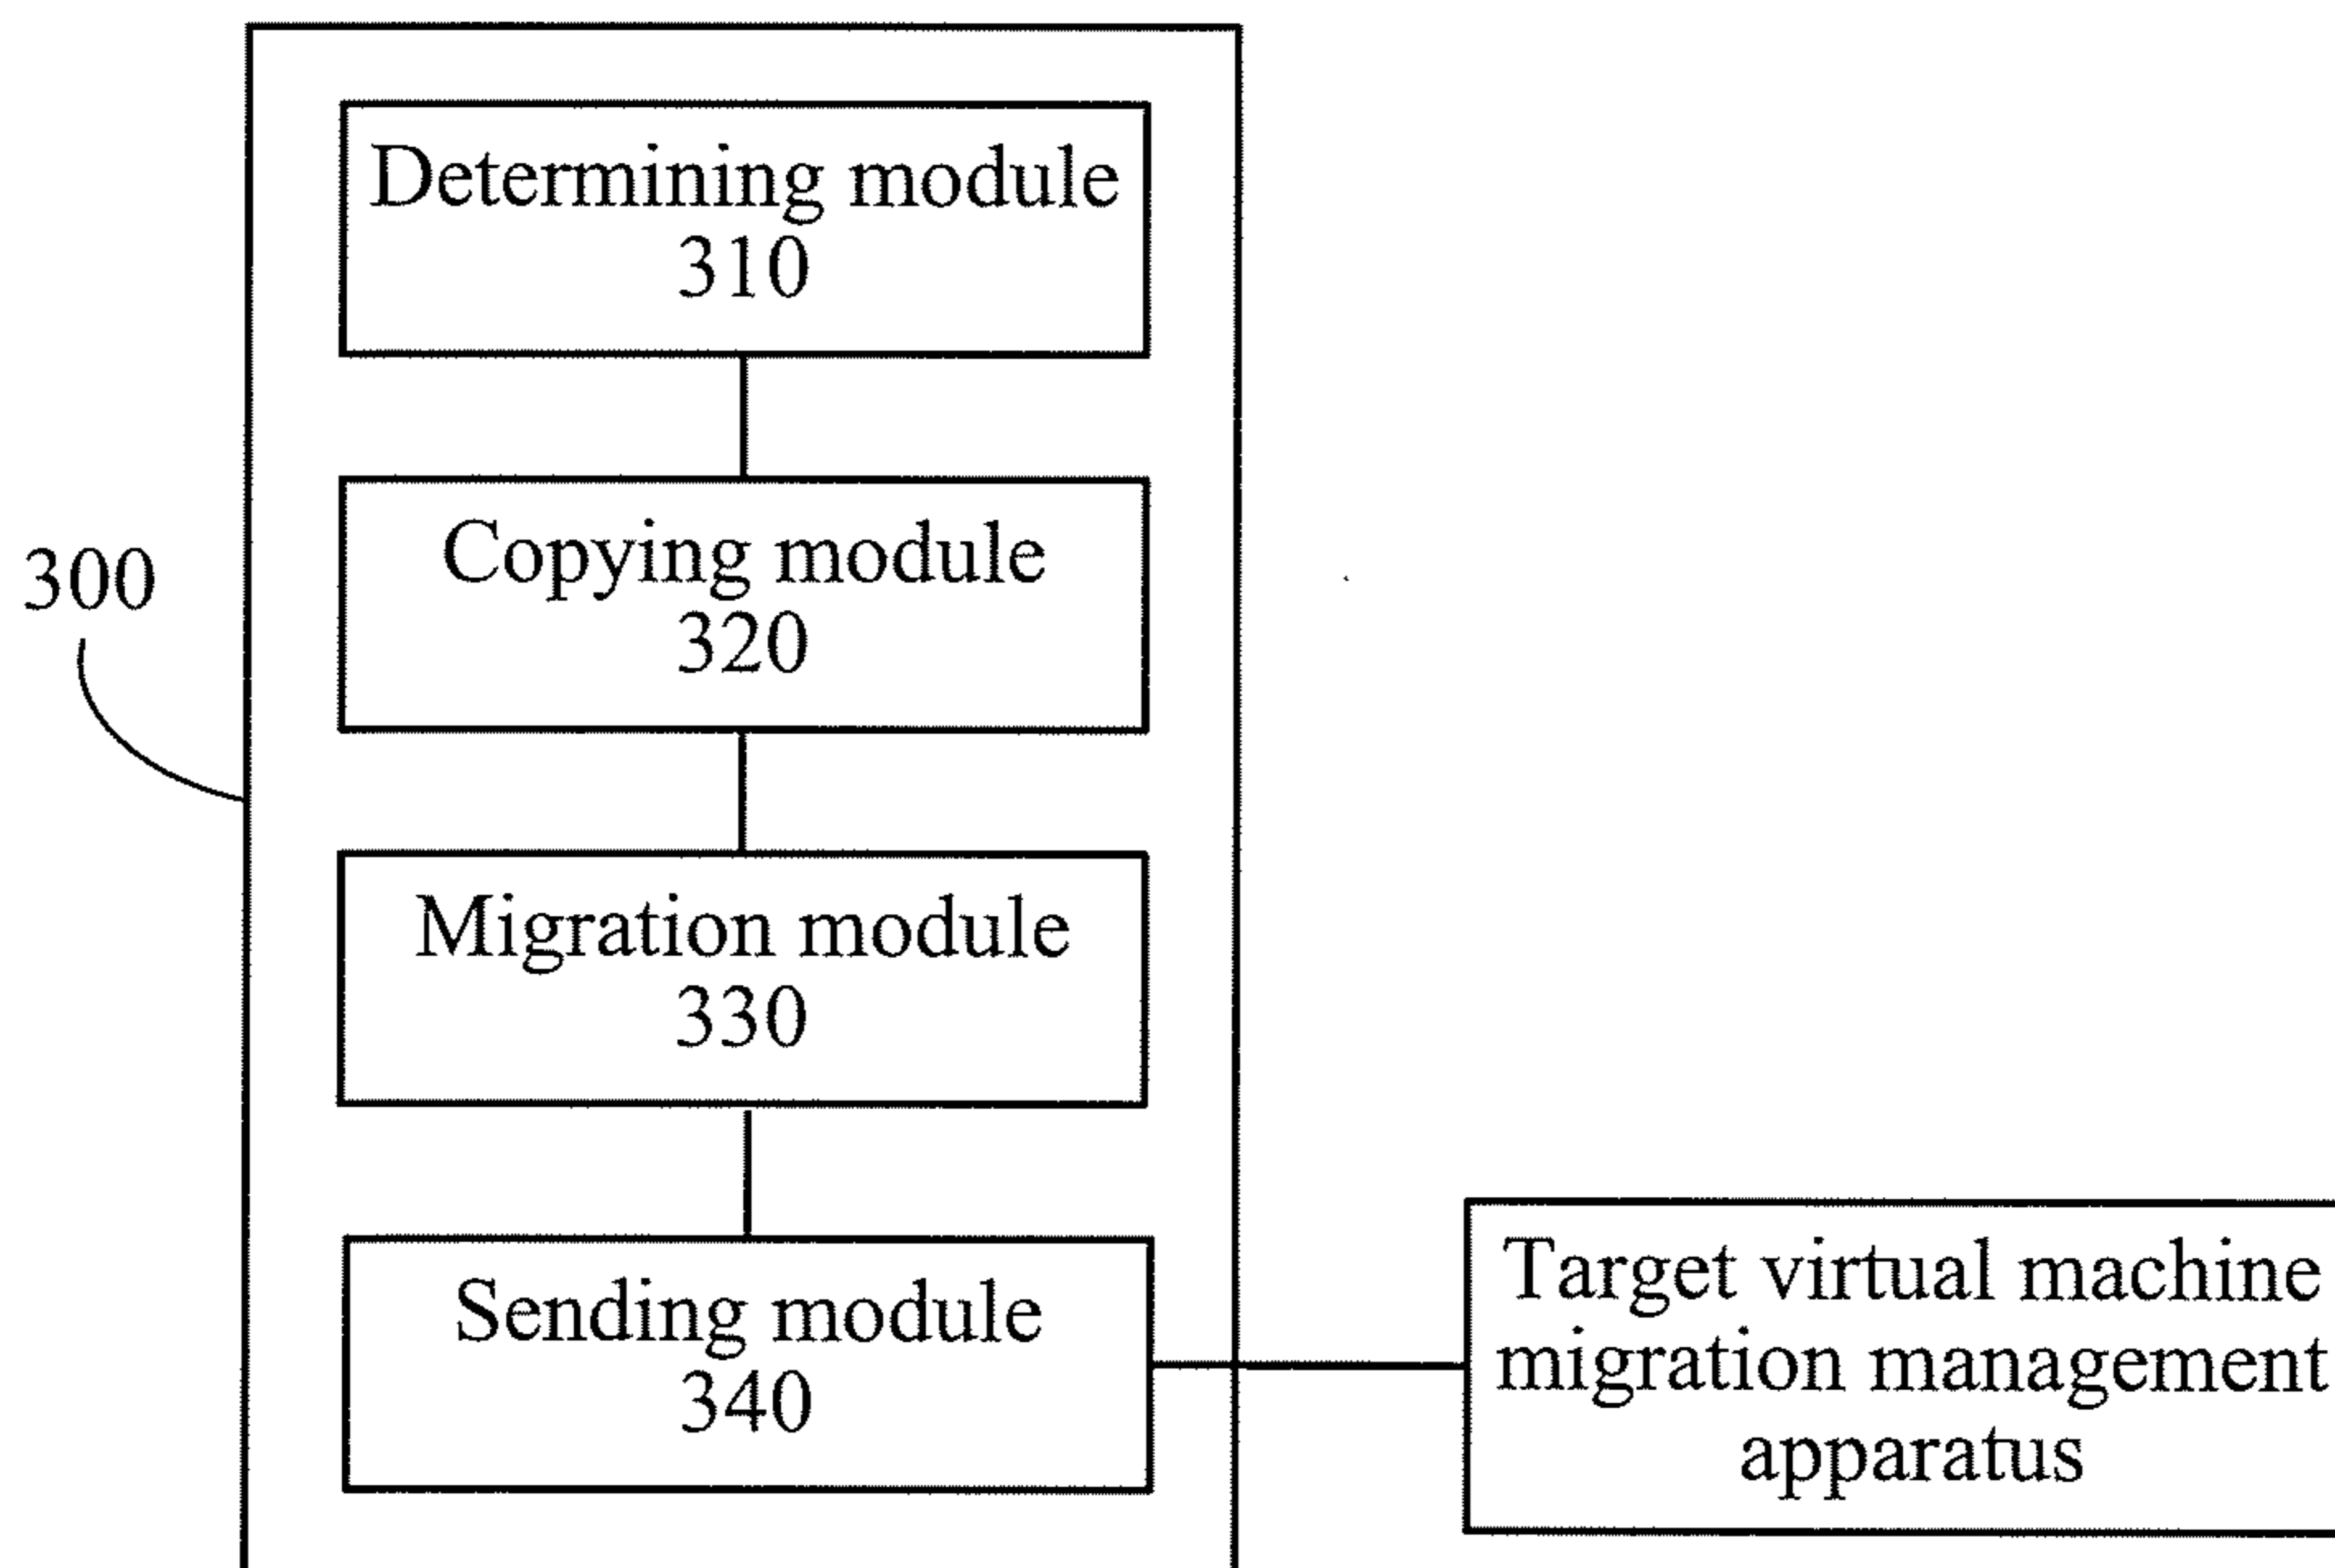 Determining module
310
Copying module
320
300
Migration module
330
Sending module
340
Target virtual machine
migration management
apparatus